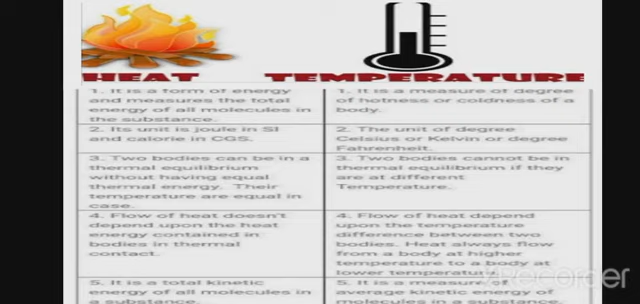 HEAT TEMPERATURE
1. It is a form of energy
and measures the total
energy of all molecules in
the substance.
1. It is a measure of degree
of hotness or coldness of a
body.
2. Its unit is joule in SI
and calorie in CGS.
2. The unit of degree
Celsius or Kelvin or degree
Fahrenheit.
3. Two bodies can be in a
thermal equilibrium
without having equal
thermal energy. Their
temperature are equal in
case.
3. Two bodies cannot be in
thermal equilibrium if they
are at different
Temperature.
4. Flow of heat doesn't
depend upon the heat
energy contained in
bodies in thermal
contact.
4. Flow of heat depend
upon the temperature
difference between two
bodies. Heat always flow
from a body at higher
temperature to a body at
lower temperature.
5. It is a total kinetic
energy of all molecules in
a substance.
5. It is a measure of
average kinetic energy of
molecules in substance.
Recorder